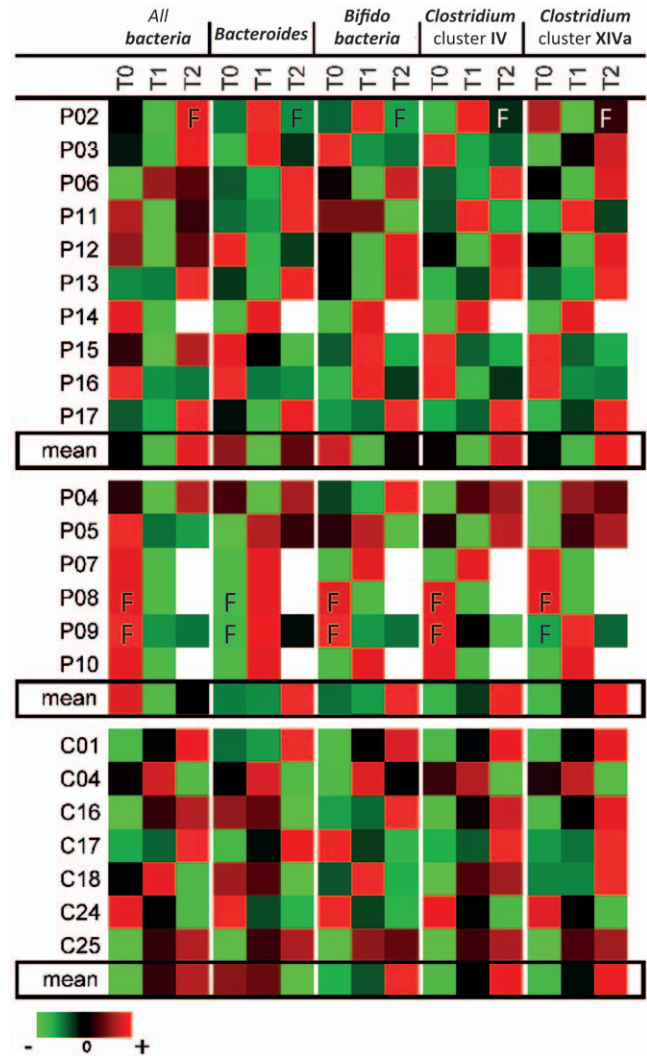 All Bifido Clostridium Clostridium
bacteria Bacteroides bacteria cluster IV cluster XIVa
T0 T1 T2 T0 T1 T2 T0 T1 T2 T0 T1 T2 T0 T1 T2
P02 F F F F F
P03
P06
P11
P12
P13
P14
P15
P16
P17
mean
P04
P05
P07
P08 F F F F F
P09 F F F F F
P10
mean
C01
C04
C16
C17
C18
C24
C25
mean
- 0 +